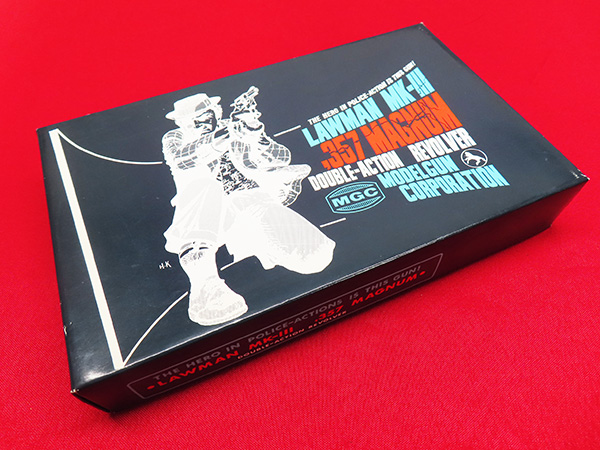 THE HERO IN POLICE-ACTION IS THIS GUN!
LAWMAN MK-III
.357 MAGNUM
DOUBLE-ACTION REVOLVER
MGC
MODELGUN
CORPORATION
H.K
THE HERO IN POLICE-ACTIONS IS THIS GUN!
★LAWMAN MK-III .357 MAGNUM★
DOUBLE-ACTION REVOLVER